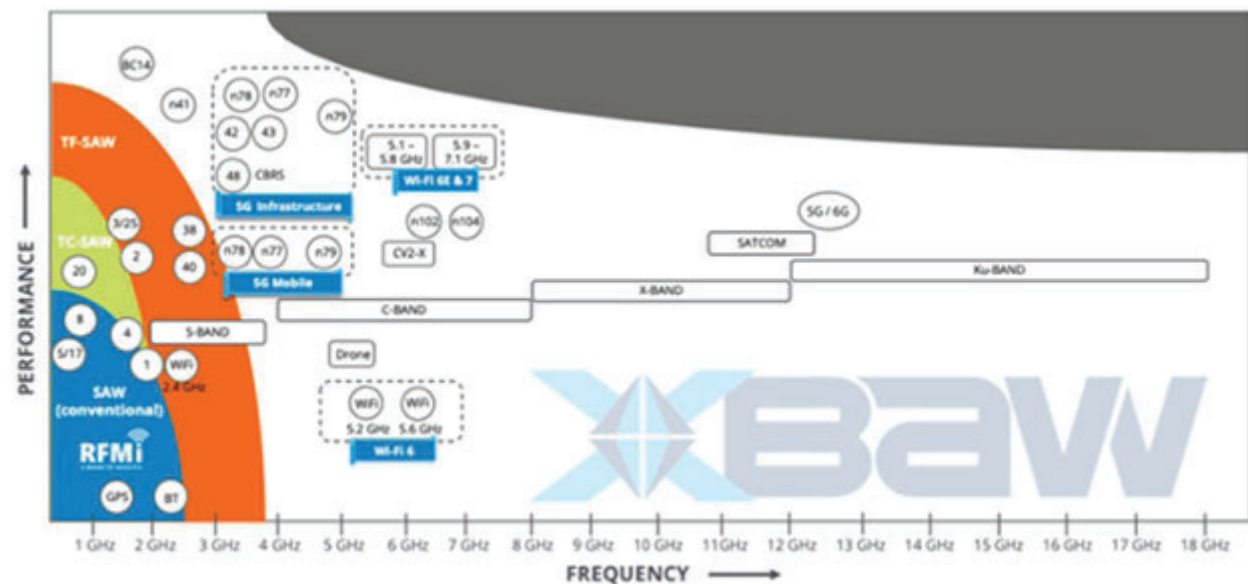 BC14
n41
n78
n77
n79
42
43
48
CBRS
5G Infrastructure
5.1 –
5.8 GHz
5.9 –
7.1 GHz
Wi-Fi 6E & 7
TF-SAW
TC-SAW
3/25
38
2
40
20
n78
n77
n79
5G Mobile
n102
n104
CV2-X
5G / 6G
SATCOM
Ku-BAND
X-BAND
C-BAND
S-BAND
8
4
5/17
1
WiFi
2.4 GHz
Drone
SAW
(conventional)
RFMi
WiFi
WiFi
5.2 GHz
5.6 GHz
Wi-Fi 6
GPS
BT
XBAW
PERFORMANCE
1 GHz
2 GHz
3 GHz
4 GHz
5 GHz
6 GHz
7 GHz
8 GHz
9 GHz
10 GHz
11GHz
12 GHz
13 GHz
14 GHz
15 GHz
16 GHz
17 GHz
18 GHz
FREQUENCY